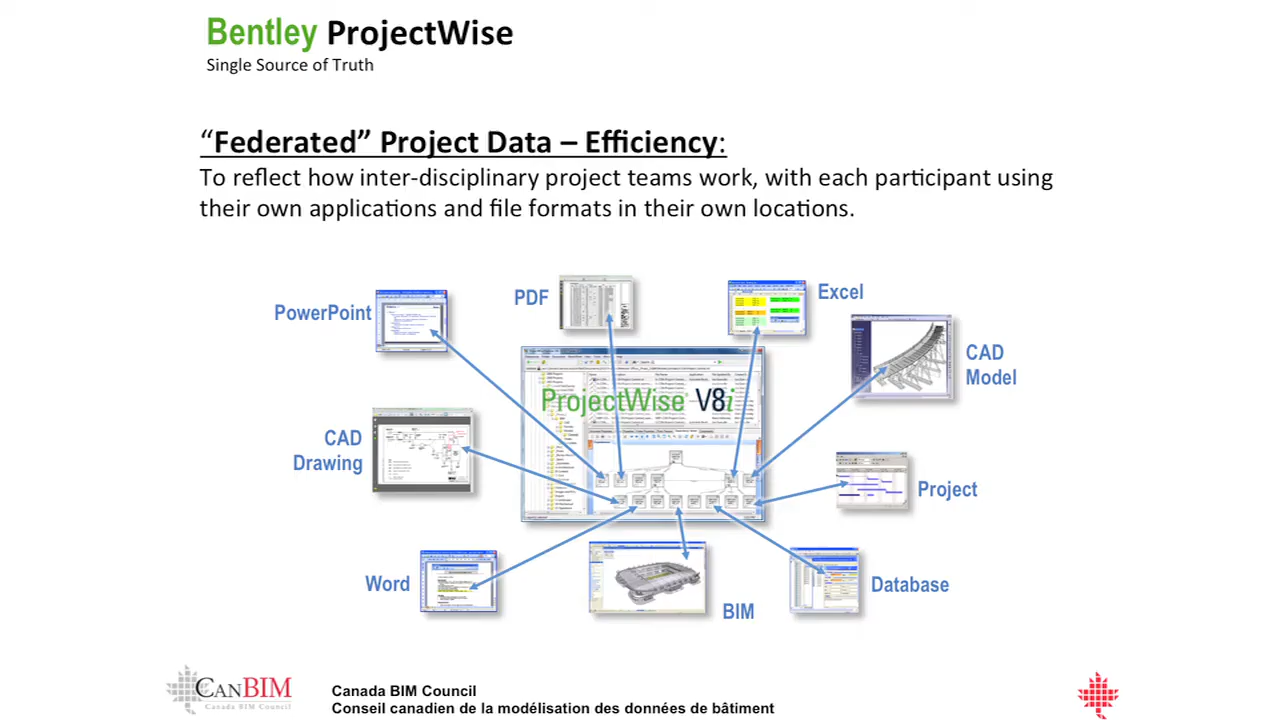 Bentley ProjectWise
Single Source of Truth
“Federated” Project Data – Efficiency:
To reflect how inter-disciplinary project teams work, with each participant using
their own applications and file formats in their own locations.
PowerPoint
PDF
Excel
CAD
Model
ProjectWise V8i
CAD
Drawing
Project
Word
BIM
Database
CANBIM
Canada BIM Council
Canada BIM Council
Conseil canadien de la modélisation des données de bâtiment